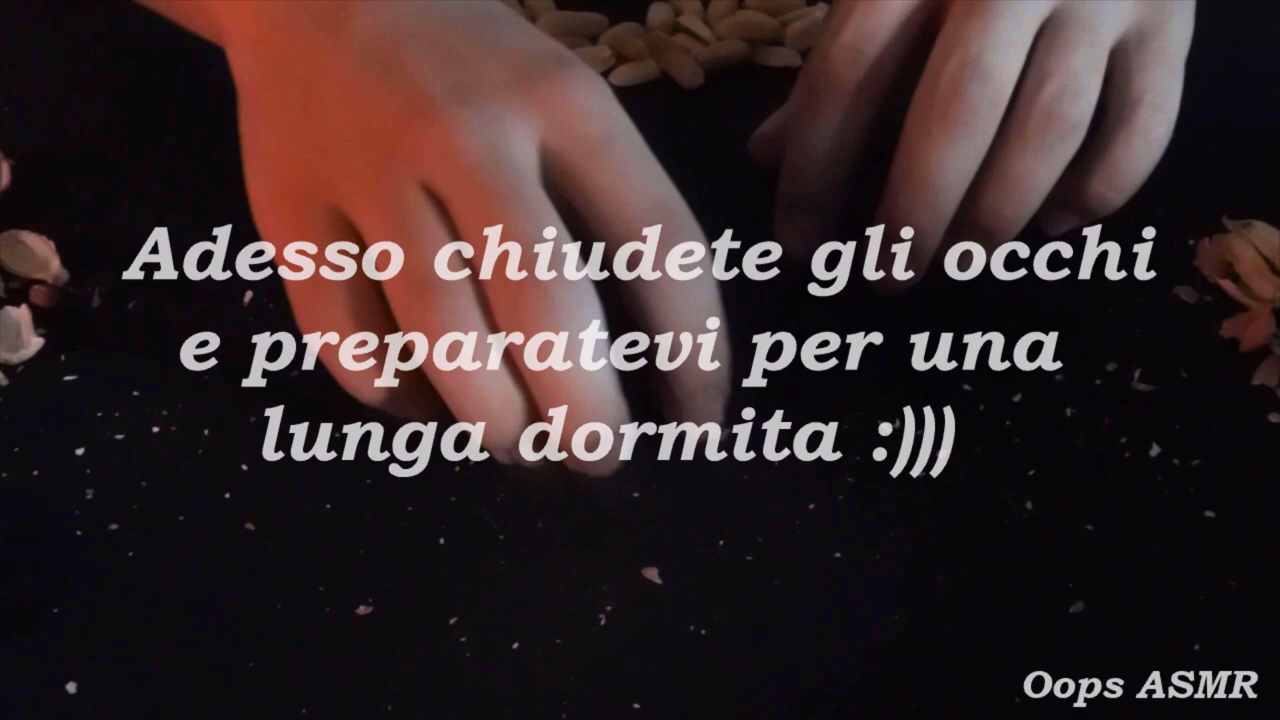 Adesso chiudete gli occhi
e preparatevi per una
lunga dormita :)))
Oops ASMR